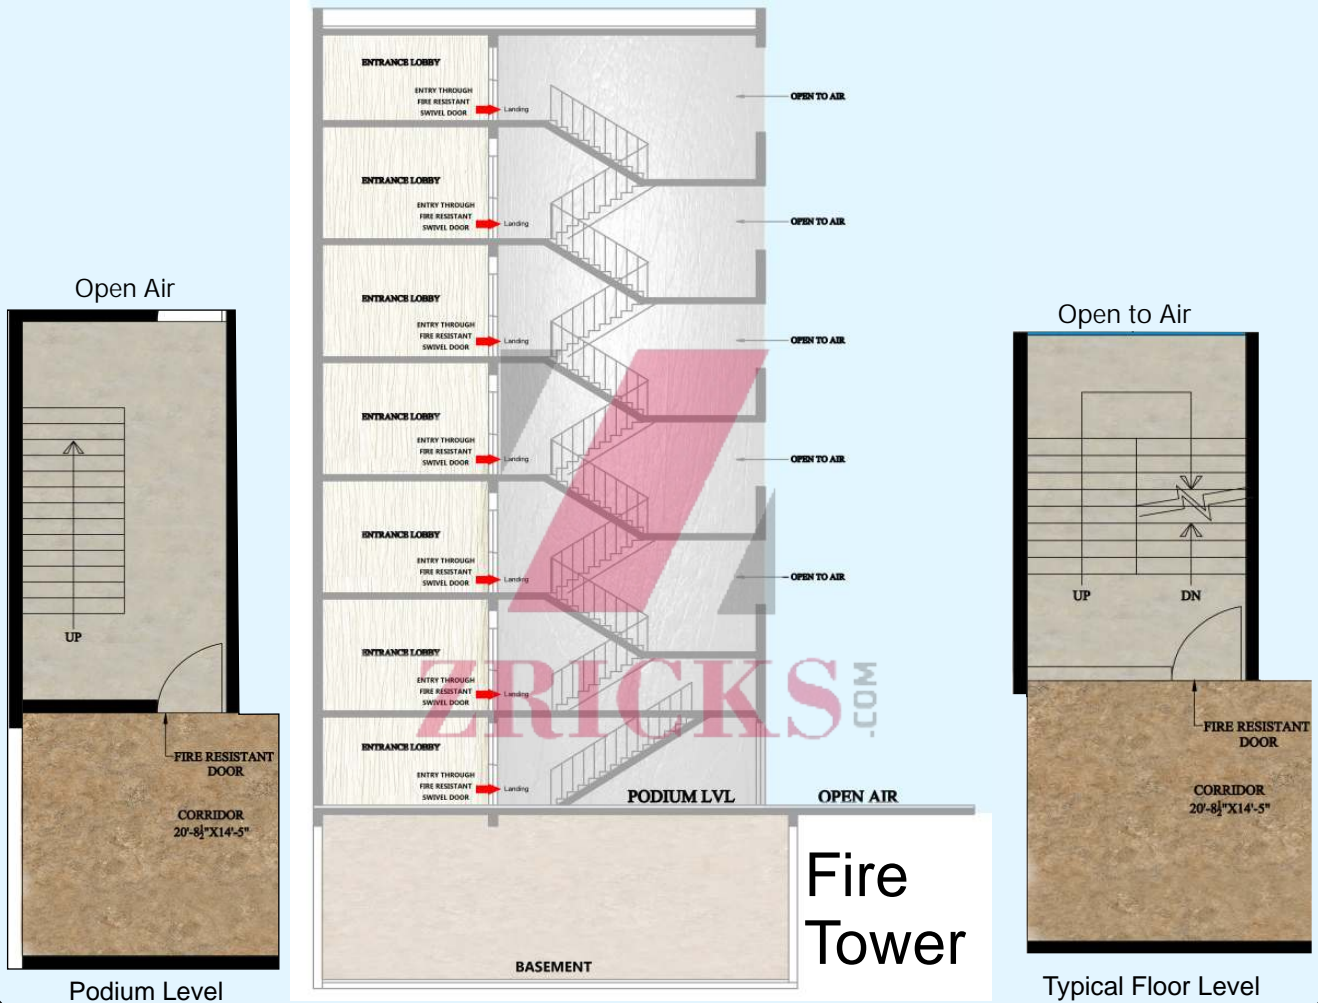 Open Air
UP
FIRE RESISTANT
DOOR
CORRIDOR
20'-8½"X14'-5"
Podium Level
ENTRANCE LOBBY
ENTRY THROUGH
FIRE RESISTANT
SWIVEL DOOR
Landing
OPEN TO AIR
ENTRANCE LOBBY
ENTRY THROUGH
FIRE RESISTANT
SWIVEL DOOR
Landing
OPEN TO AIR
ENTRANCE LOBBY
ENTRY THROUGH
FIRE RESISTANT
SWIVEL DOOR
Landing
OPEN TO AIR
ENTRANCE LOBBY
ENTRY THROUGH
FIRE RESISTANT
SWIVEL DOOR
Landing
OPEN TO AIR
ENTRANCE LOBBY
ENTRY THROUGH
FIRE RESISTANT
SWIVEL DOOR
Landing
OPEN TO AIR
ENTRANCE LOBBY
ENTRY THROUGH
FIRE RESISTANT
SWIVEL DOOR
Landing
ZRICKS.COM
ENTRANCE LOBBY
ENTRY THROUGH
FIRE RESISTANT
SWIVEL DOOR
Landing
PODIUM LVL
OPEN AIR
BASEMENT
Fire
Tower
Open to Air
UP
DN
FIRE RESISTANT
DOOR
CORRIDOR
20'-8½"X14'-5"
Typical Floor Level